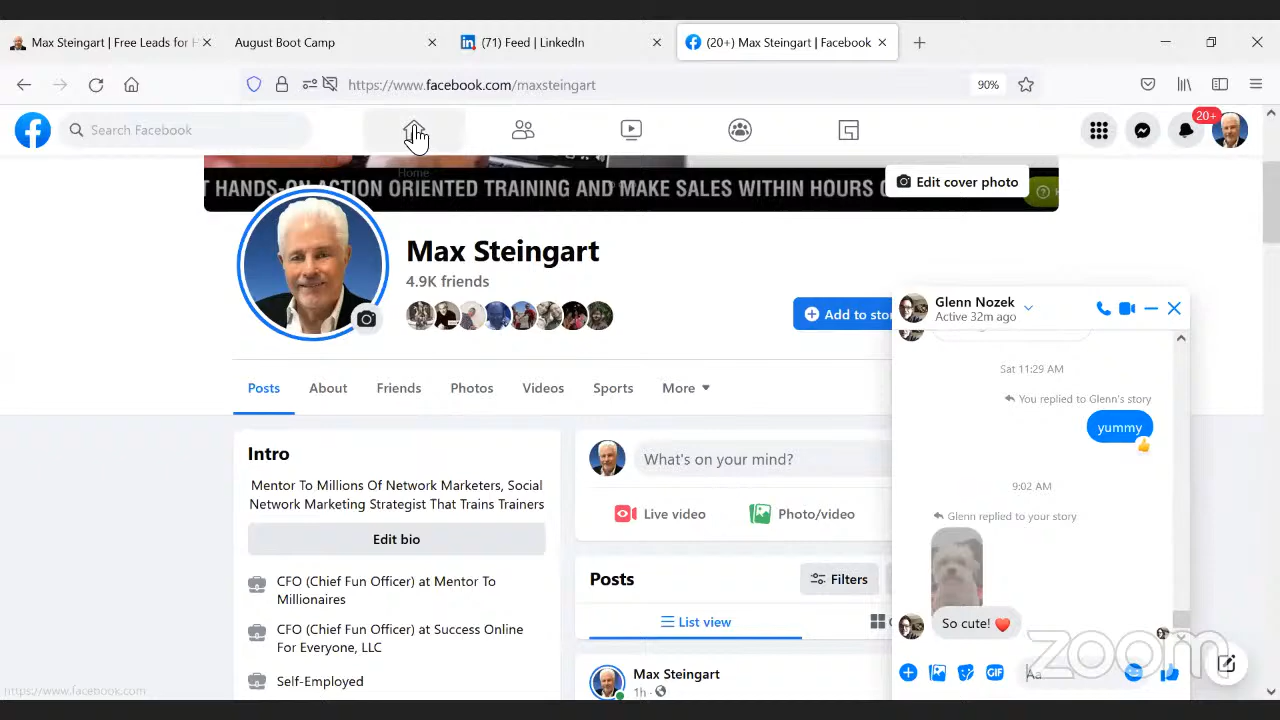 Max Steingart | Free Leads for
August Boot Camp
(71) Feed | LinkedIn
(20+) Max Steingart | Facebook
https://www.facebook.com/maxsteingart
90%
Search Facebook
20+
Home
T HANDS-ON ACTION ORIENTED TRAINING AND MAKE SALES WITHIN HOURS
Edit cover photo
Max Steingart
4.9K friends
Add to stor
Posts
About
Friends
Photos
Videos
Sports
More
Intro
Mentor To Millions Of Network Marketers, Social
Network Marketing Strategist That Trains Trainers
Edit bio
CFO (Chief Fun Officer) at Mentor To
Millionaires
CFO (Chief Fun Officer) at Success Online
For Everyone, LLC
Self-Employed
What's on your mind?
Live video
Photo/video
Posts
Filters
List view
Max Steingart
1h ·
Glenn Nozek
Active 32m ago
Sat 11:29 AM
You replied to Glenn's story
yummy
9:02 AM
Glenn replied to your story
So cute!
GIF
Aa
zoom
https://www.facebook.com